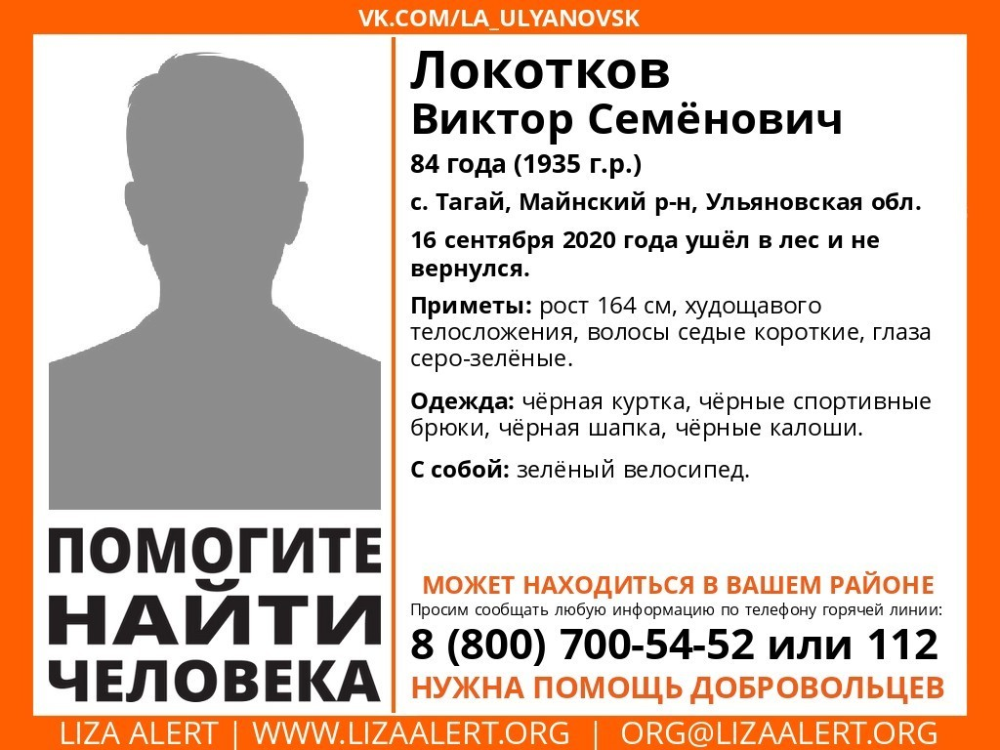 VK.COM/LA_ULYANOVSK
Локотков
Виктор Семёнович
84 года (1935 г.р.)
с. Тагай, Майнский р-н, Ульяновская обл.
16 сентября 2020 года ушёл в лес и не
вернулся.
Приметы: рост 164 см, худощавого
телосложения, волосы седые короткие, глаза
серо-зелёные.
Одежда: чёрная куртка, чёрные спортивные
брюки, чёрная шапка, чёрные калоши.
С собой: зелёный велосипед.
ПОМОГИТЕ
НАЙТИ
ЧЕЛОВЕКА
МОЖЕТ НАХОДИТЬСЯ В ВАШЕМ РАЙОНЕ
Просим сообщать любую информацию по телефону горячей линии:
8 (800) 700-54-52 или 112
НУЖНА ПОМОЩЬ ДОБРОВОЛЬЦЕВ
LIZA ALERT | WWW.LIZAALERT.ORG | ORG@LIZAALERT.ORG